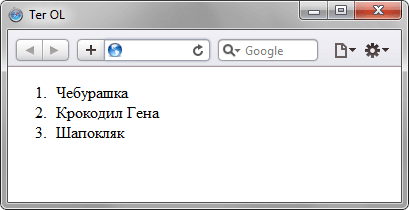 Тег OL
Google
1. Чебурашка
2. Крокодил Гена
3. Шапокляк